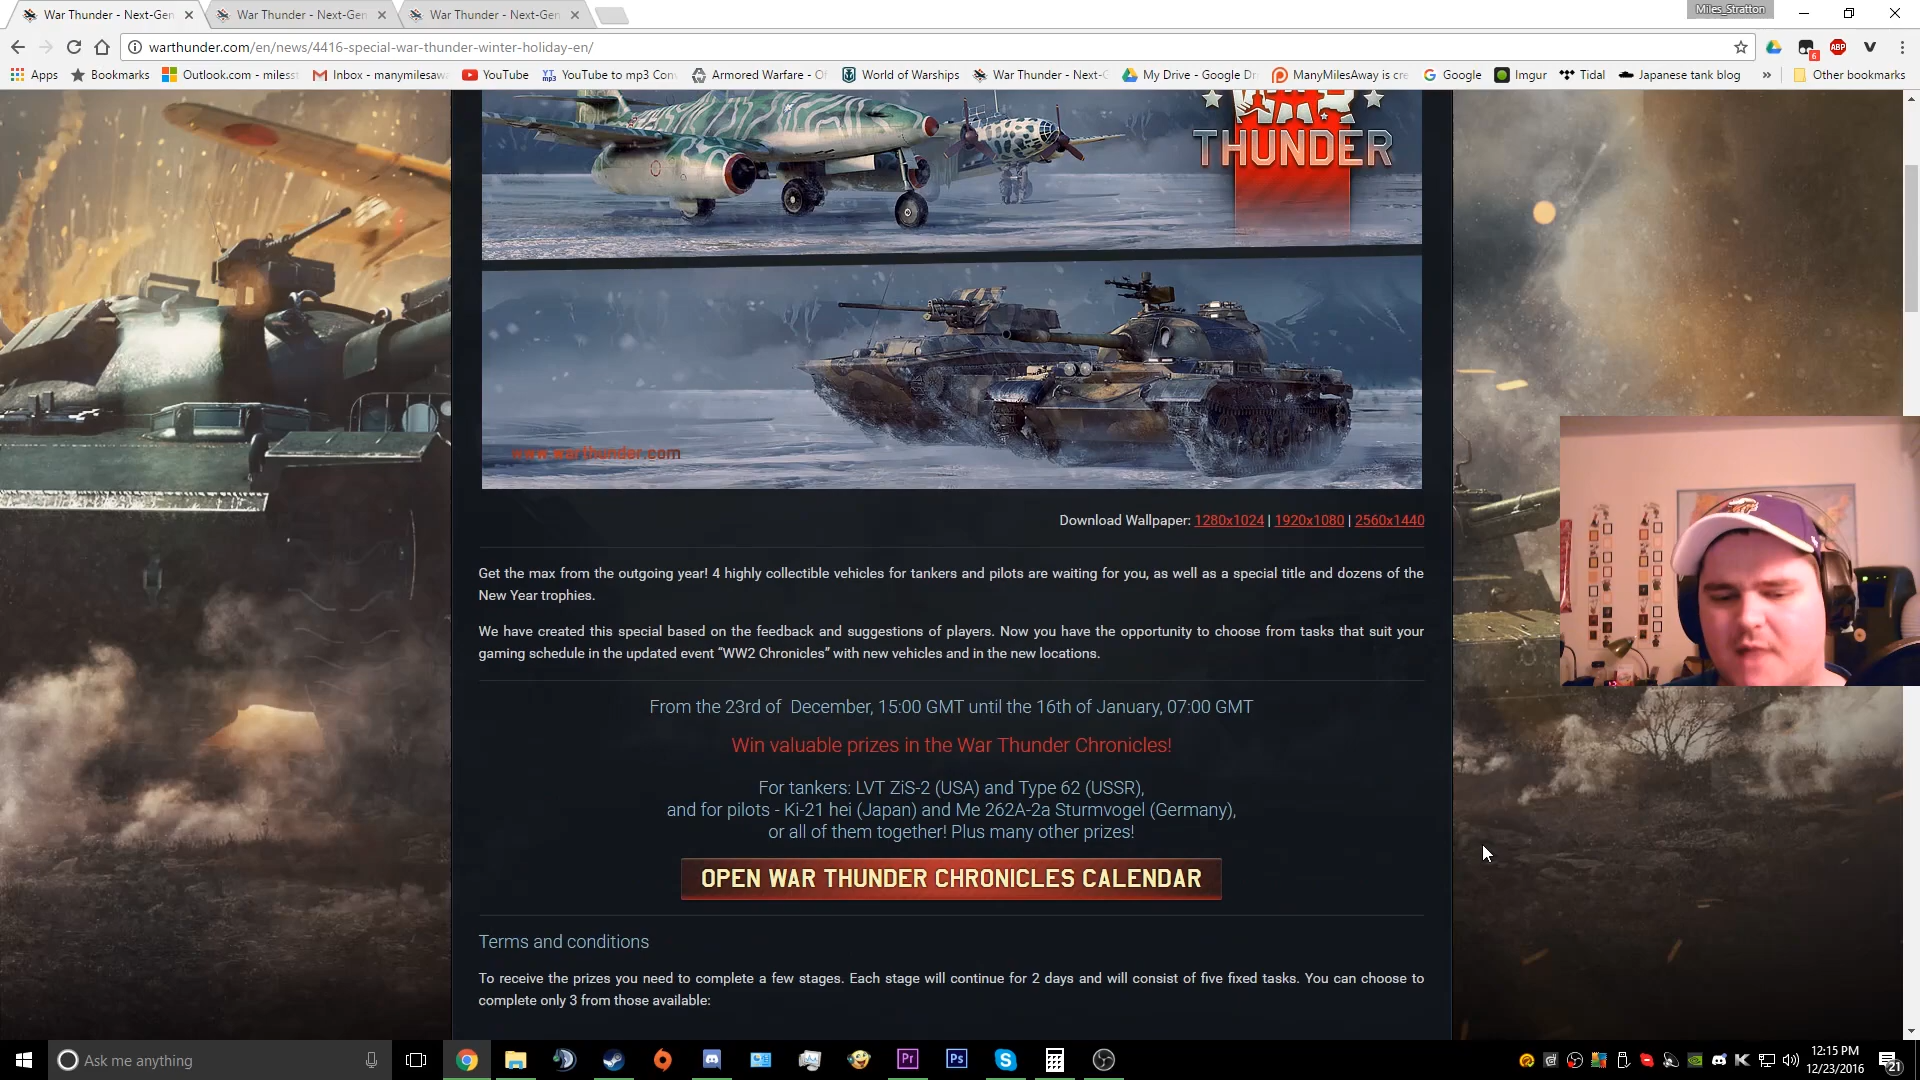 War Thunder - Next-Gen
War Thunder - Next-Gen
War Thunder - Next-Gen
Miles_Stratton
warthunder.com/en/news/4416-special-war-thunder-winter-holiday-en/
6
ABP
Apps
Bookmarks
Outlook.com - milesst
Inbox - manymilesaw
YouTube
YouTube to mp3 Con
Armored Warfare - Of
World of Warships
War Thunder - Next-G
My Drive - Google Dr
ManyMilesAway is cre
Google
Imgur
Tidal
Japanese tank blog
»
Other bookmarks
WAR
THUNDER
www.warthunder.com
Download Wallpaper: 1280x1024 | 1920x1080 | 2560x1440
Get the max from the outgoing year! 4 highly collectible vehicles for tankers and pilots are waiting for you, as well as a special title and dozens of the
New Year trophies.
We have created this special based on the feedback and suggestions of players. Now you have the opportunity to choose from tasks that suit your
gaming schedule in the updated event “WW2 Chronicles” with new vehicles and in the new locations.
From the 23rd of December, 15:00 GMT until the 16th of January, 07:00 GMT
Win valuable prizes in the War Thunder Chronicles!
For tankers: LVT ZiS-2 (USA) and Type 62 (USSR),
and for pilots - Ki-21 hei (Japan) and Me 262A-2a Sturmvogel (Germany),
or all of them together! Plus many other prizes!
OPEN WAR THUNDER CHRONICLES CALENDAR
Terms and conditions
To receive the prizes you need to complete a few stages. Each stage will continue for 2 days and will consist of five fixed tasks. You can choose to
complete only 3 from those available:
Ask me anything
Pr
Ps
12:15 PM
12/23/2016
21